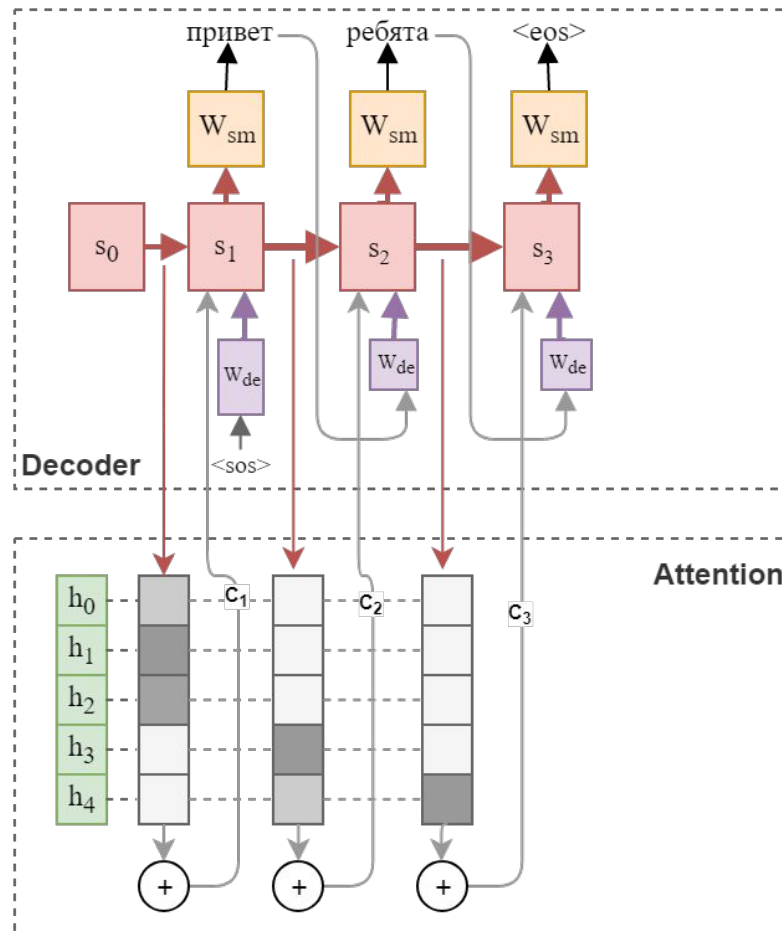 привет ребята <eos>
W_sm W_sm W_sm
s_0 s_1 s_2 s_3
W_de W_de W_de
<sos>
Decoder
Attention
h_0 C_1 C_2 C_3
h_1
h_2
h_3
h_4
+ + +